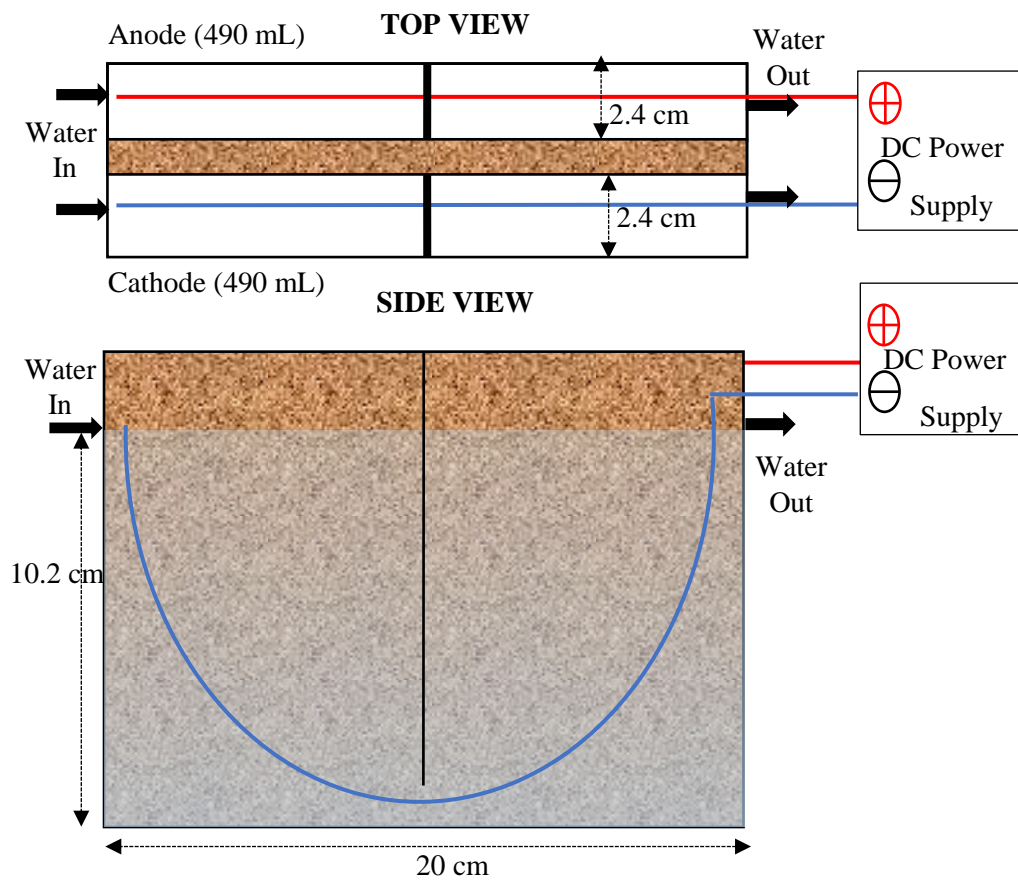 TOP VIEW
Anode (490 mL)
Water
Out
Water
In
2.4 cm
2.4 cm
DC Power
Supply
Cathode (490 mL)
SIDE VIEW
Water
In
DC Power
Supply
Water
Out
10.2 cm
20 cm